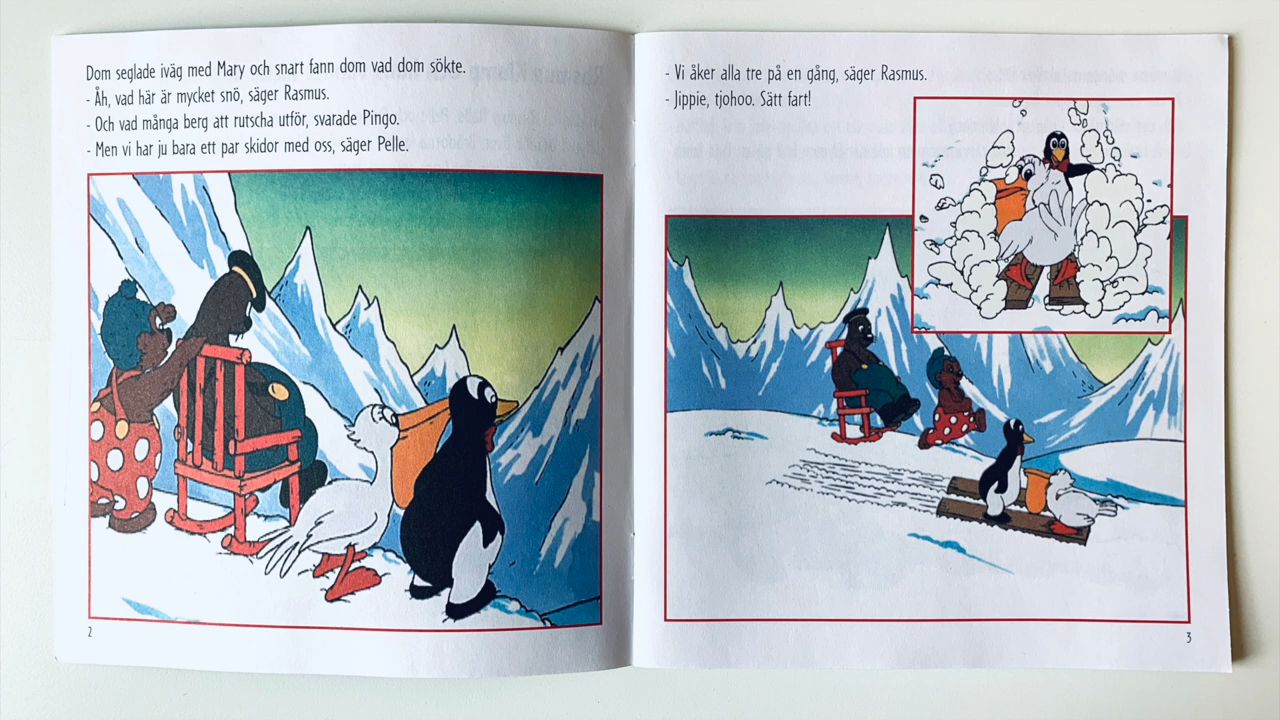 Dom seglade iväg med Mary och snart fann dom vad dom sökte.
- Åh, vad här är mycket snö, säger Rasmus.
- Och vad många berg att rutscha utför, svarade Pingo.
- Men vi har ju bara ett par skidor med oss, säger Pelle.
2
- Vi åker alla tre på en gång, säger Rasmus.
- Jippie, tjohoo. Sätt fart!
3